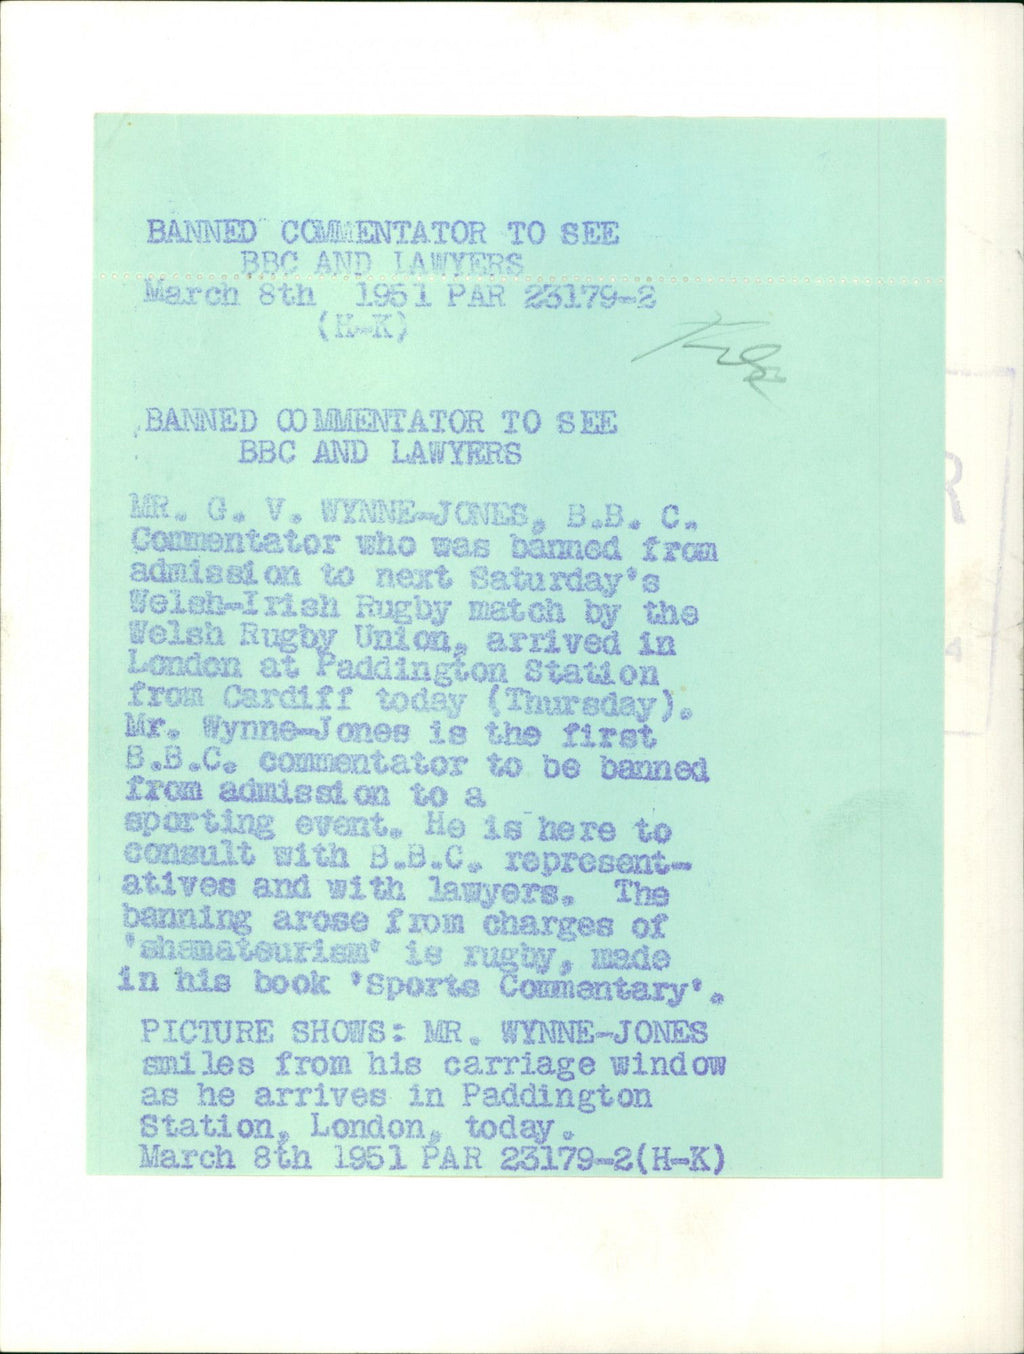 BANNED COMMENTATOR TO SEE
BBC AND LAWYERS
March 8th 1951 PAR 23179-2
(H-K)
BANNED COMMENTATOR TO SEE
BBC AND LAWYERS
MR. G. V. WYNNE-JONES, B.B. C.
Commentator who was banned from
admission to next Saturday's
Welsh-Irish Rugby match by the
Welsh Rugby Union, arrived in
London at Paddington Station
from Cardiff today (Thursday).
Mr. Wynne-Jones is the first
B.B.C. commentator to be banned
from admission to a
sporting event. He is here to
consult with B.B.C. represent-
atives and with lawyers. The
banning arose from charges of
'shamateurism' is rugby, made
in his book 'Sports Commentary'.
PICTURE SHOWS: MR. WYNNE-JONES
smiles from his carriage window
as he arrives in Paddington
Station, London, today.
March 8th 1951 PAR 23179-2(H-K)
R
4